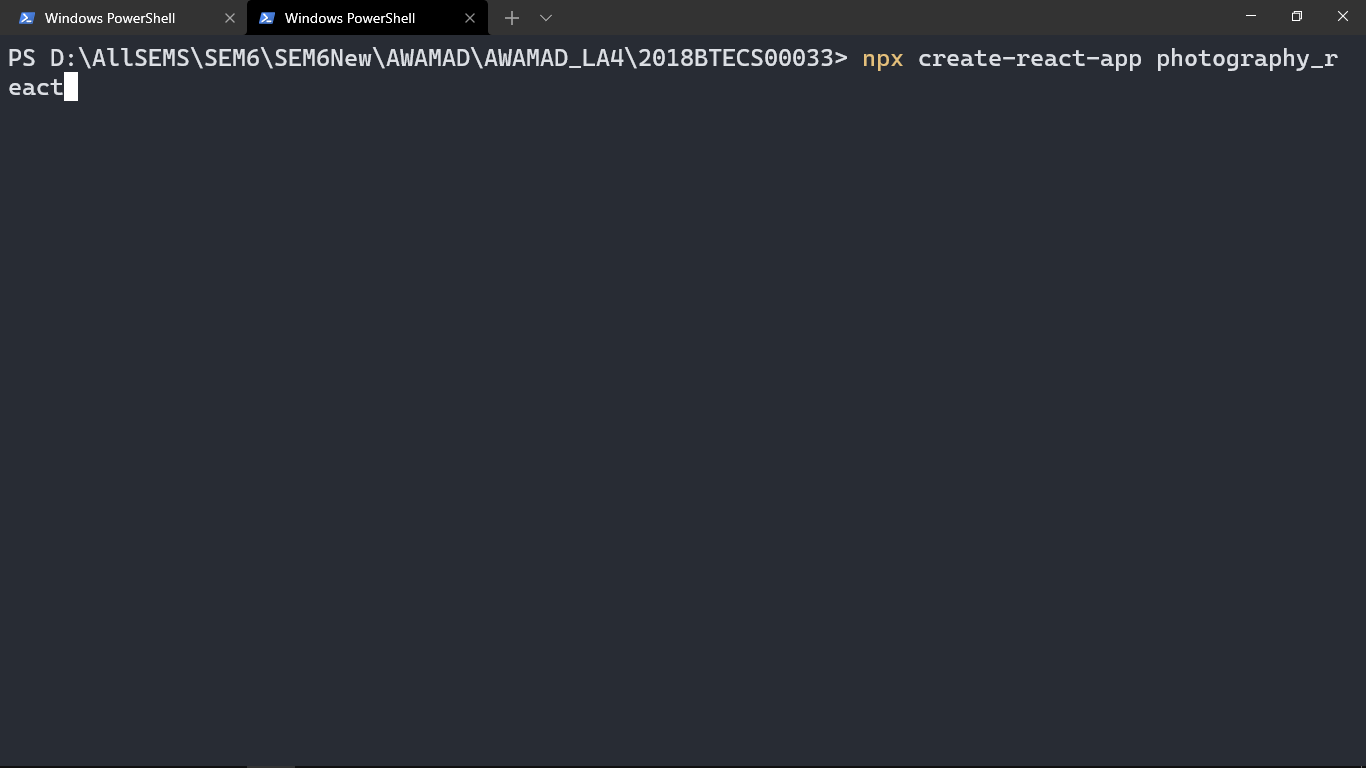 Windows PowerShell
Windows PowerShell
PS D:\AllSEMS\SEM6\SEM6New\AWAMAD\AWAMAD_LA4\2018BTECS00033> npx create-react-app photography_r
eact